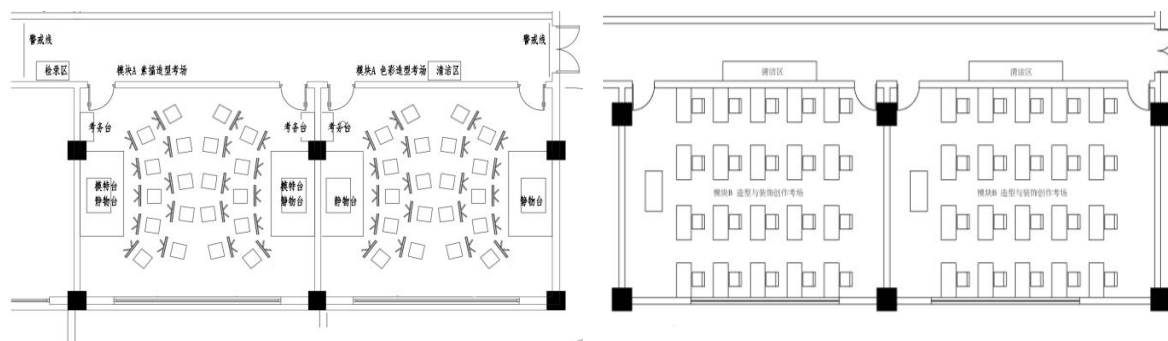 警戒线
警戒线
检录区
模块A 素描造型考场
模块A 色彩造型考场
清洁区
考务台
考务台
考务台
模特台
静物台
模特台
静物台
静物台
静物台
清洁区
清洁区
模块B 造型与装饰创作考场
模块B 造型与装饰创作考场